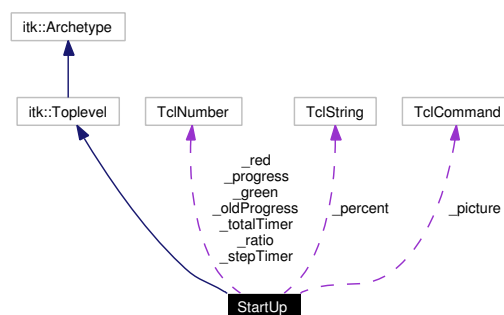 itk::Archetype
itk::Toplevel TclNumber TclString TclCommand
_red
_progress
_green
_oldProgress
_totalTimer
_ratio
_stepTimer
_percent
_picture
StartUp